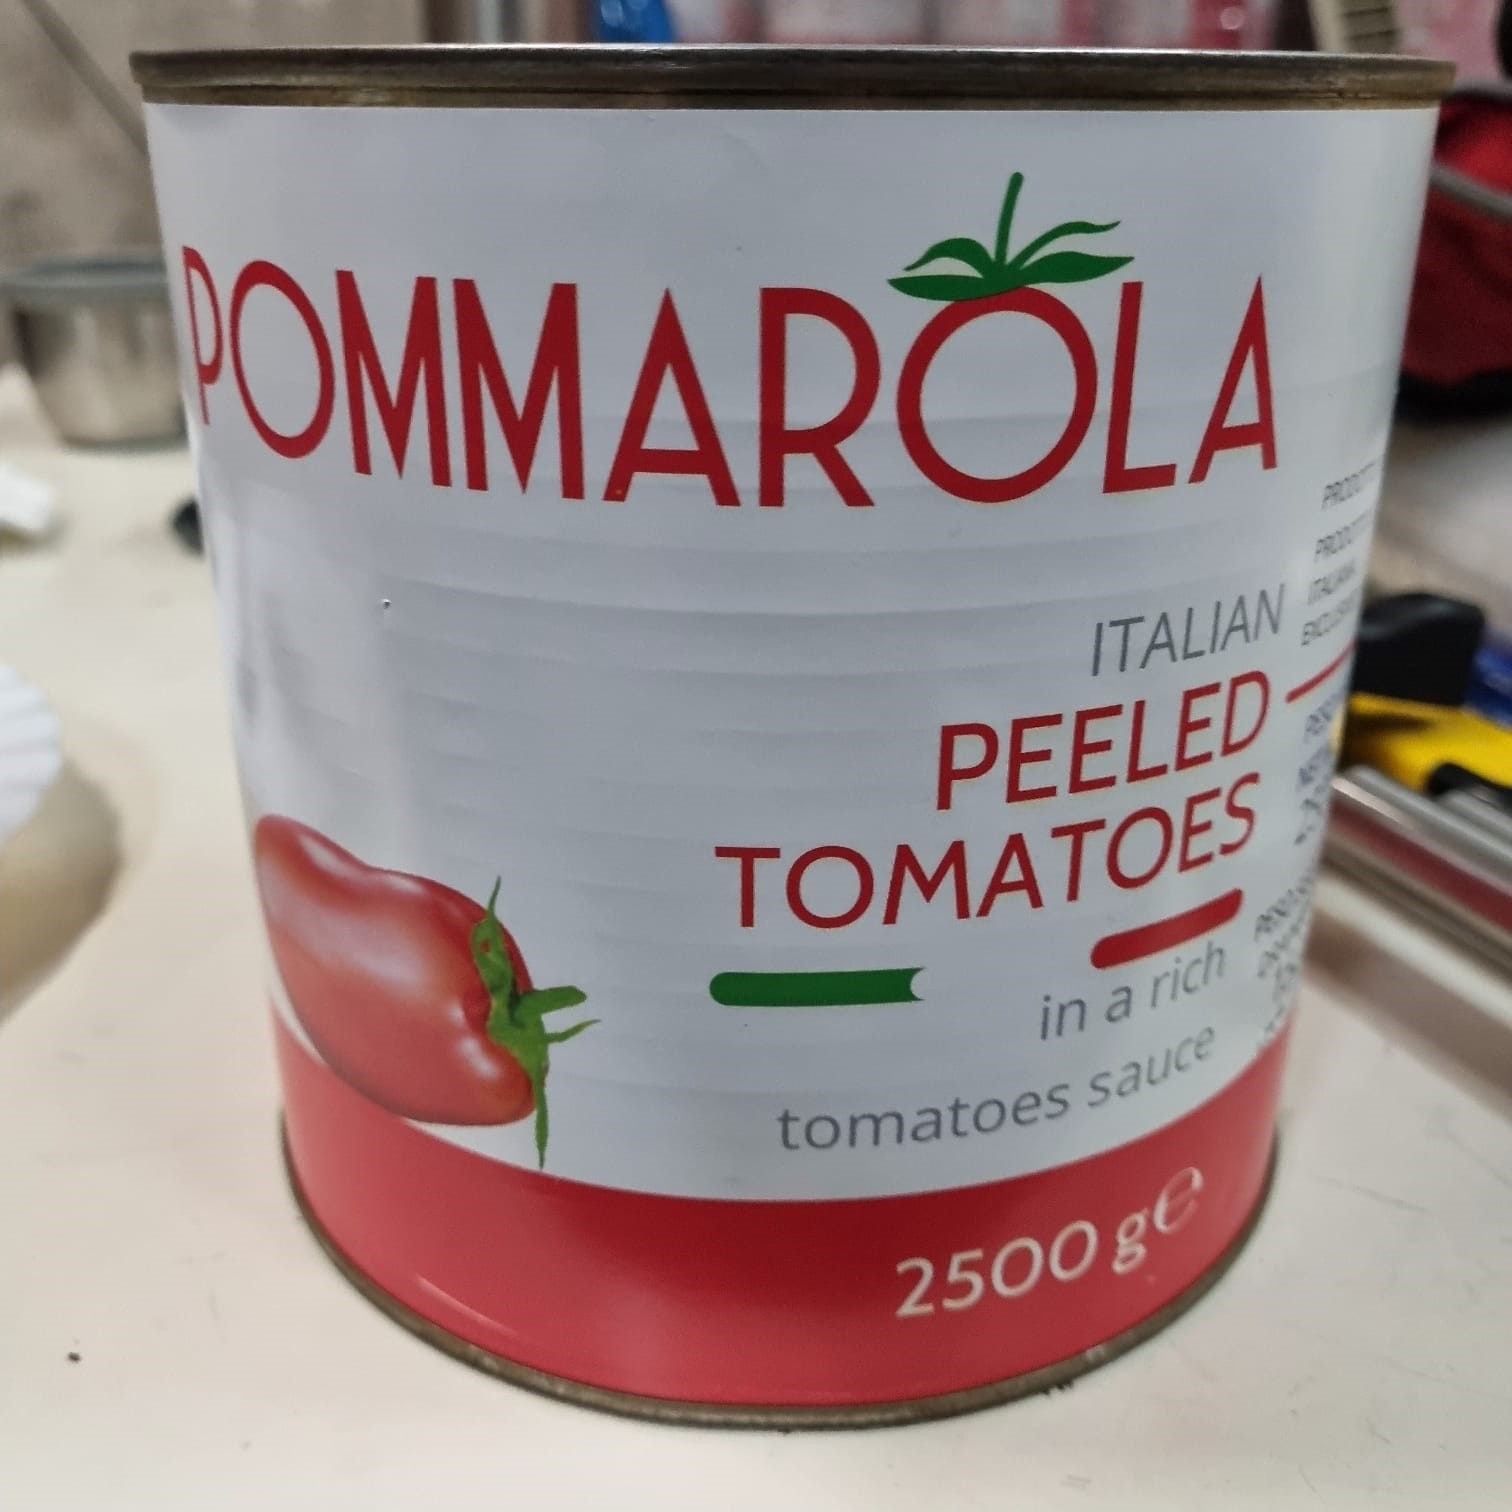 POMMAROLA
ITALIAN
PEELED
TOMATOES
in a rich
tomatoes sauce
2500 g℮